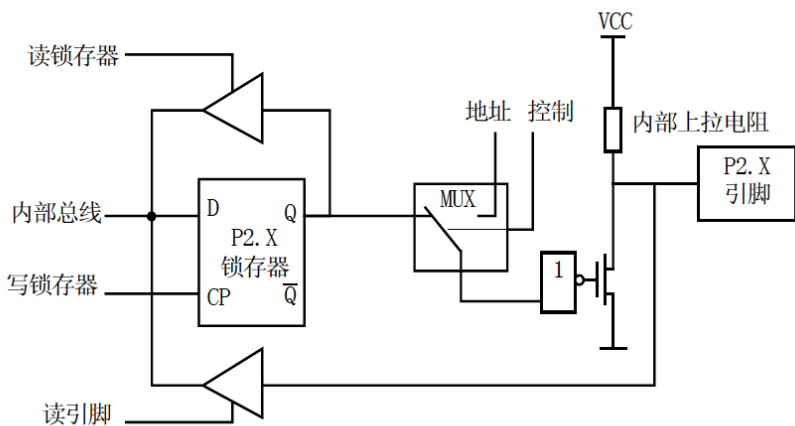 VCC
读锁存器
地址 控制
内部上拉电阻
P2.X
引脚
MUX
内部总线
D
Q
P2.X
锁存器
1
写锁存器
CP
Q̅
读引脚